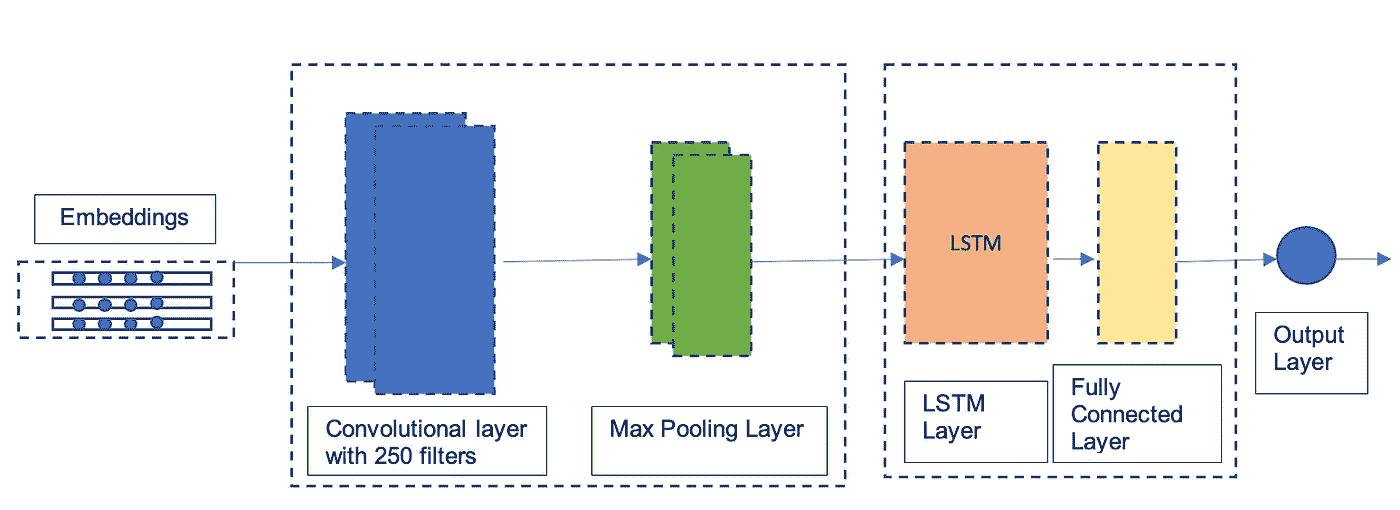 Embeddings
Convolutional layer
with 250 filters
Max Pooling Layer
LSTM
LSTM
Layer
Fully
Connected
Layer
Output
Layer